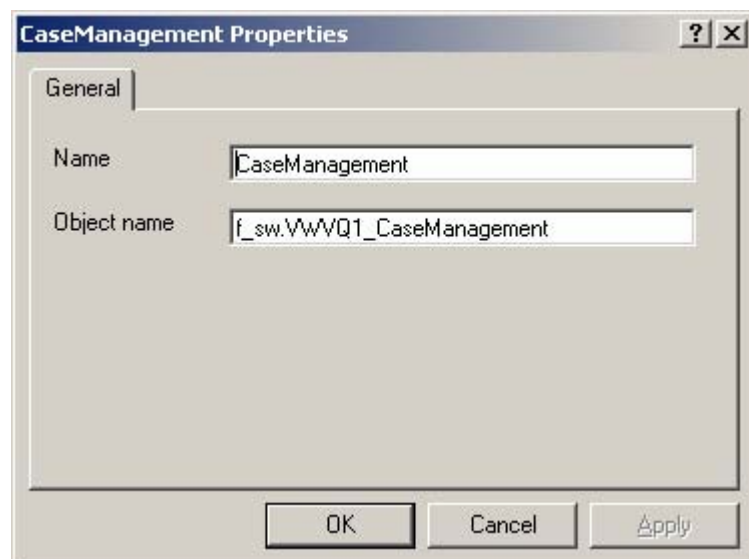 CaseManagement Properties
General
Name CaseManagement
Object name f_sw.VWVQ1_CaseManagement
OK Cancel Apply